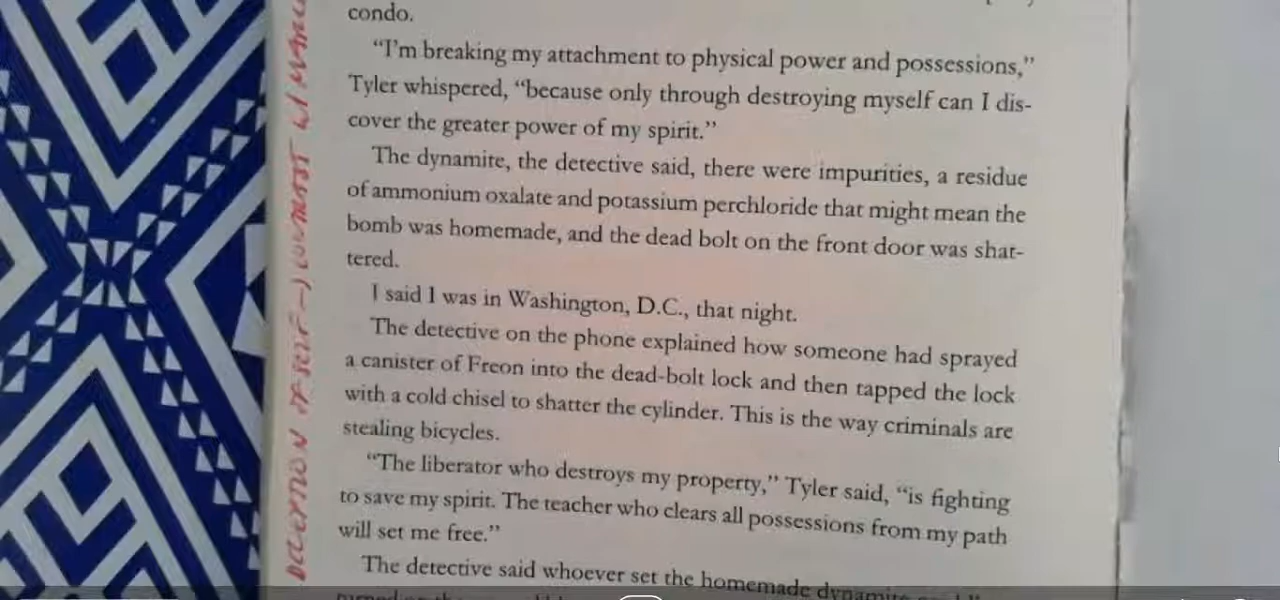 condo.
“I’m breaking my attachment to physical power and possessions,”
Tyler whispered, “because only through destroying myself can I dis-
cover the greater power of my spirit.”
The dynamite, the detective said, there were impurities, a residue
of ammonium oxalate and potassium perchloride that might mean the
bomb was homemade, and the dead bolt on the front door was shat-
tered.
I said I was in Washington, D.C., that night.
The detective on the phone explained how someone had sprayed
a canister of Freon into the dead-bolt lock and then tapped the lock
with a cold chisel to shatter the cylinder. This is the way criminals are
stealing bicycles.
“The liberator who destroys my property,” Tyler said, “is fighting
to save my spirit. The teacher who clears all possessions from my path
will set me free.”
The detective said whoever set the homemade dynamite